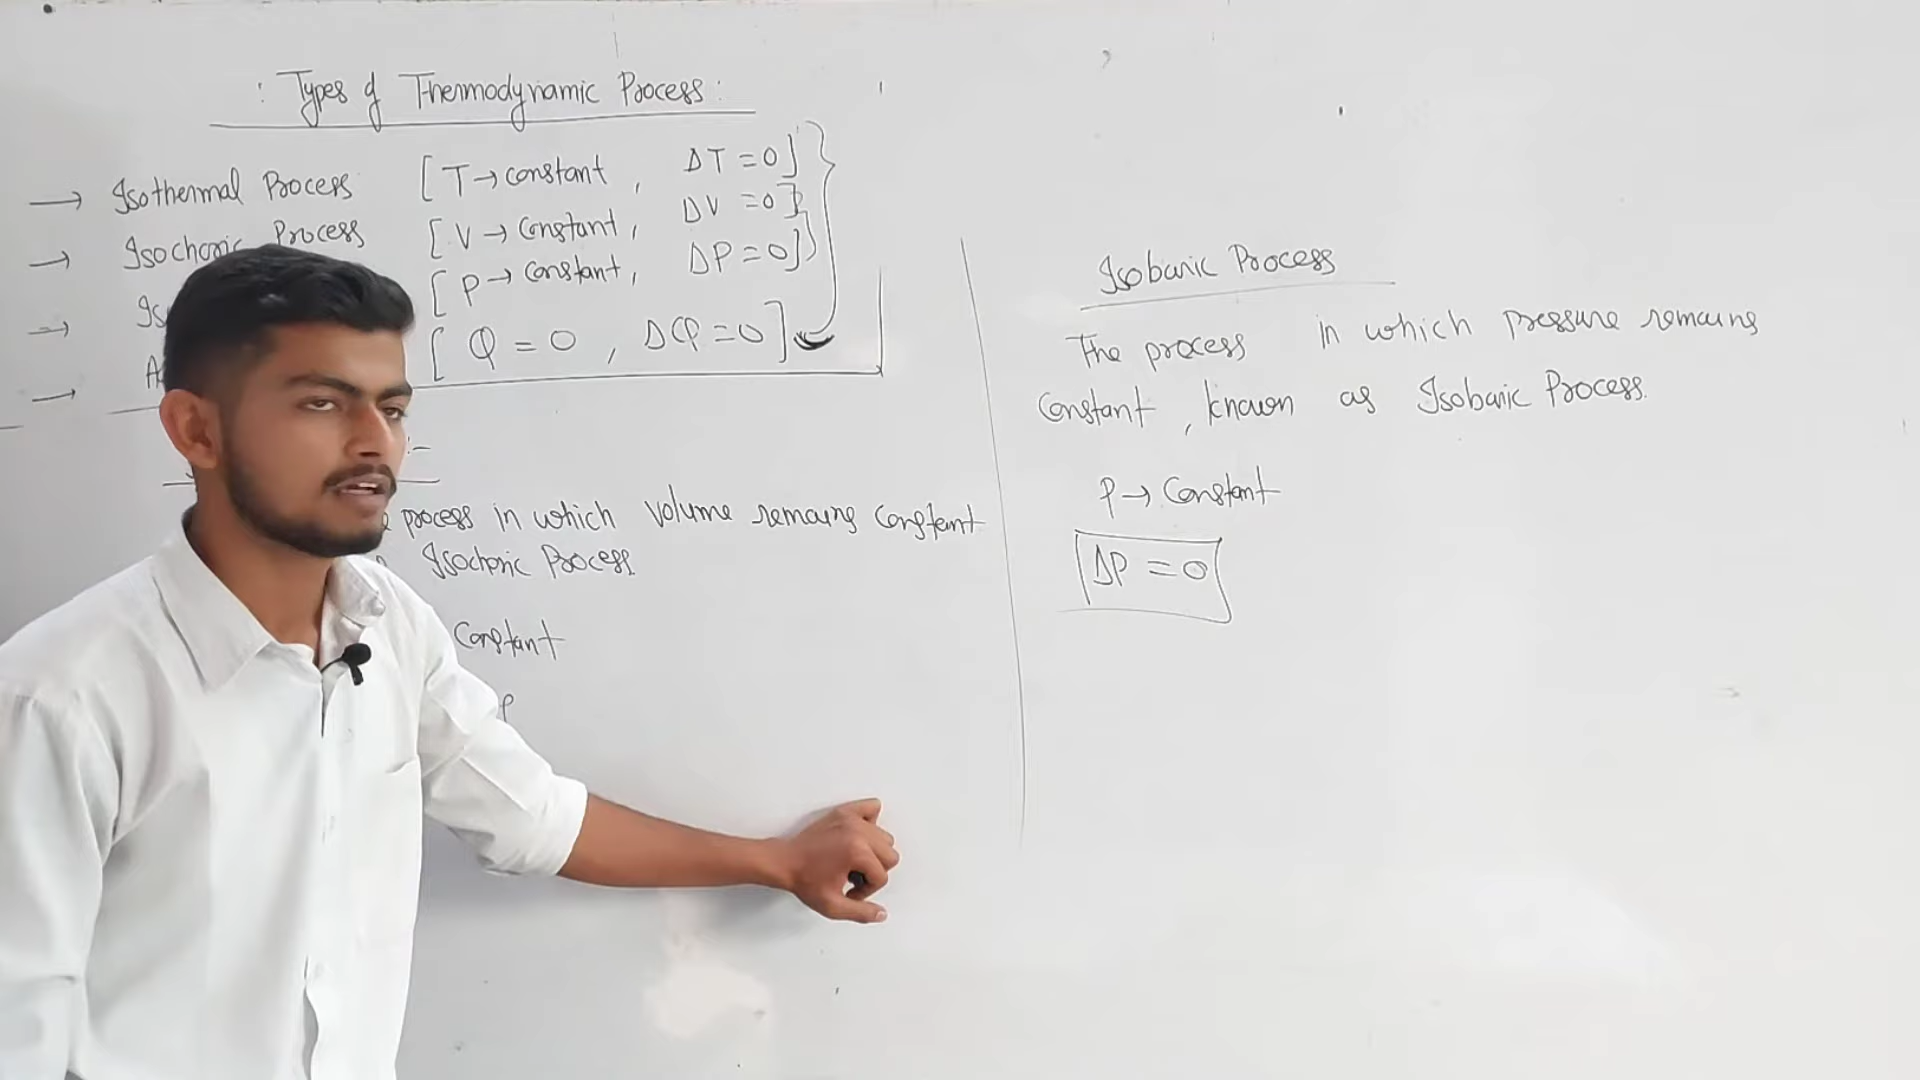 : Types of Thermodynamic Process :
→ Isothermal Process [T → constant , ΔT = 0]
→ Isochoric Process [V → Constant , ΔV = 0]
→ [P → Constant , ΔP = 0]
→ [Q = 0 , ΔQ = 0]
:-
process in which volume remains constant
Isochoric Process
Constant
Isobaric Process
The process in which pressure remains
Constant , known as Isobaric Process.
P → Constant
ΔP = 0